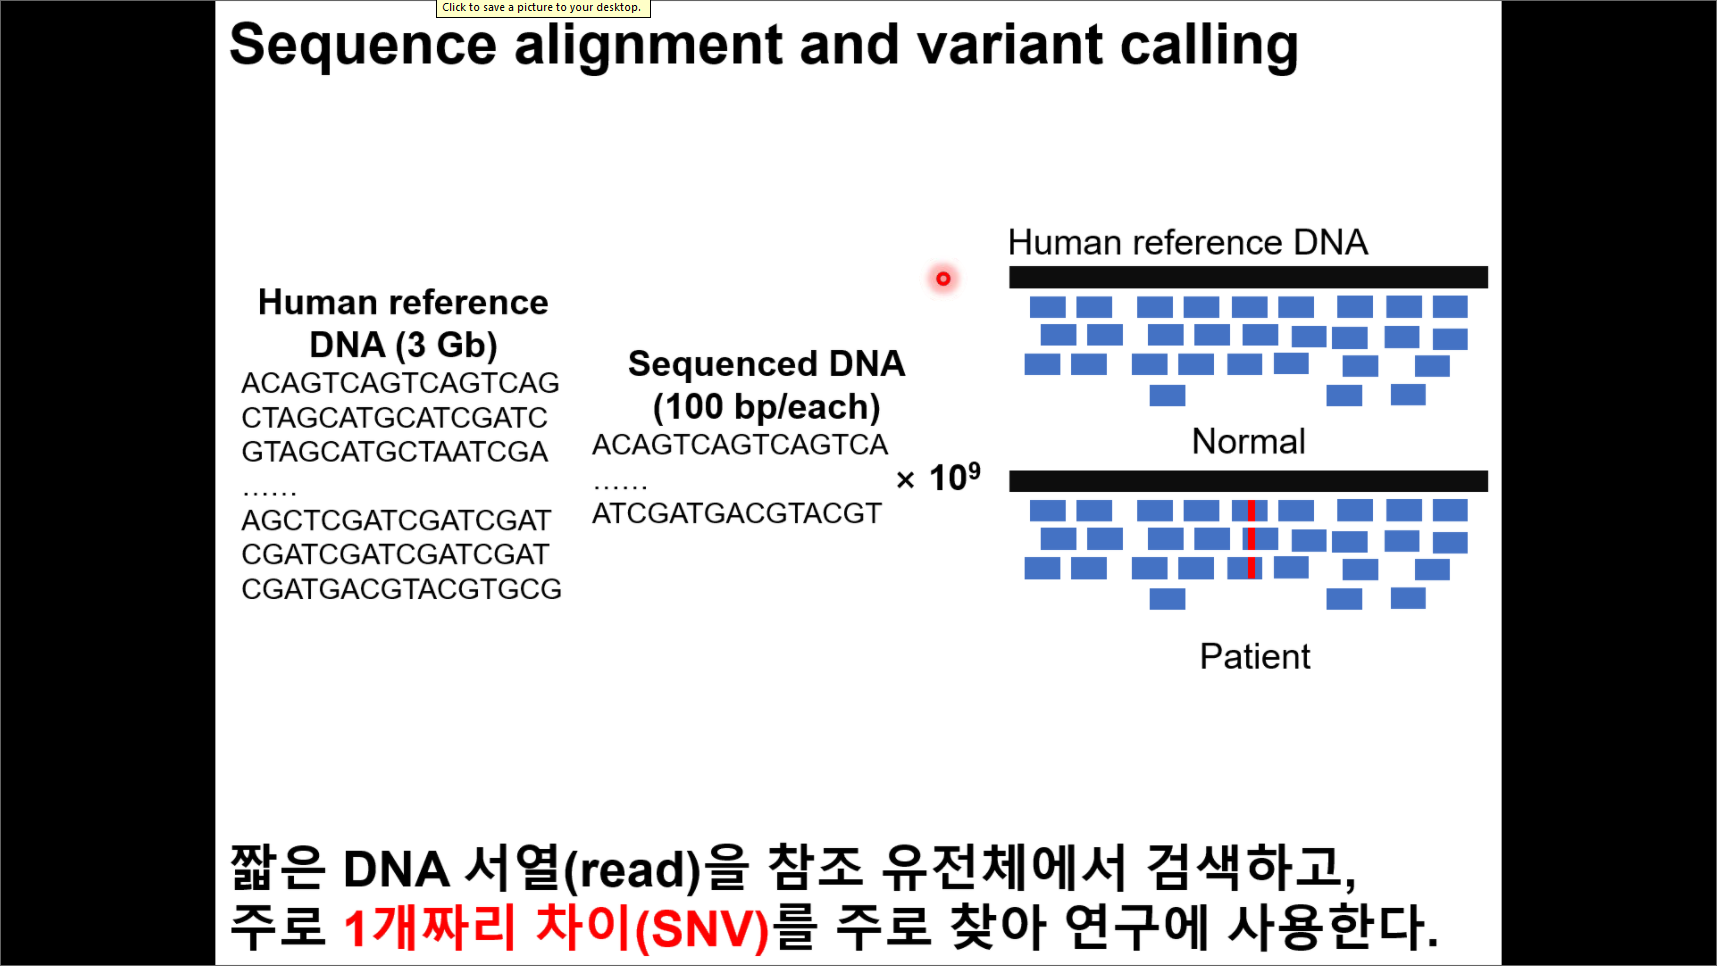 Click to save a picture to your desktop.
Sequence alignment and variant calling
Human reference
DNA (3 Gb)
ACAGTCAGTCAGTCAG
CTAGCATGCATCGATC
GTAGCATGCTAATCGA
......
AGCTCGATCGATCGAT
CGATCGATCGATCGAT
CGATGACGTACGTGCG
Sequenced DNA
(100 bp/each)
ACAGTCAGTCAGTCA
......
ATCGATGACGTACGT
× 10⁹
Human reference DNA
Normal
Patient
짧은 DNA 서열(read)을 참조 유전체에서 검색하고,
주로 1개짜리 차이(SNV)를 주로 찾아 연구에 사용한다.